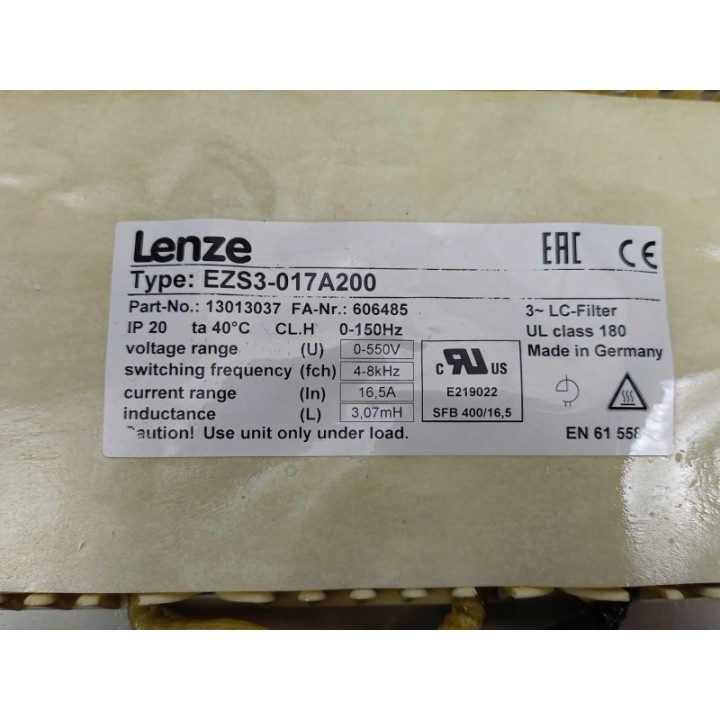 Lenze
EAC CE
Type: EZS3-017A200
Part-No.: 13013037 FA-Nr.: 606485
IP 20 ta 40°C CL.H 0-150Hz
voltage range (U) 0-550V
switching frequency (fch) 4-8kHz
current range (In) 16,5A
inductance (L) 3,07mH
Caution! Use unit only under load.
3~ LC-Filter
UL class 180
Made in Germany
c RU US
E219022
SFB 400/16,5
EN 61 558